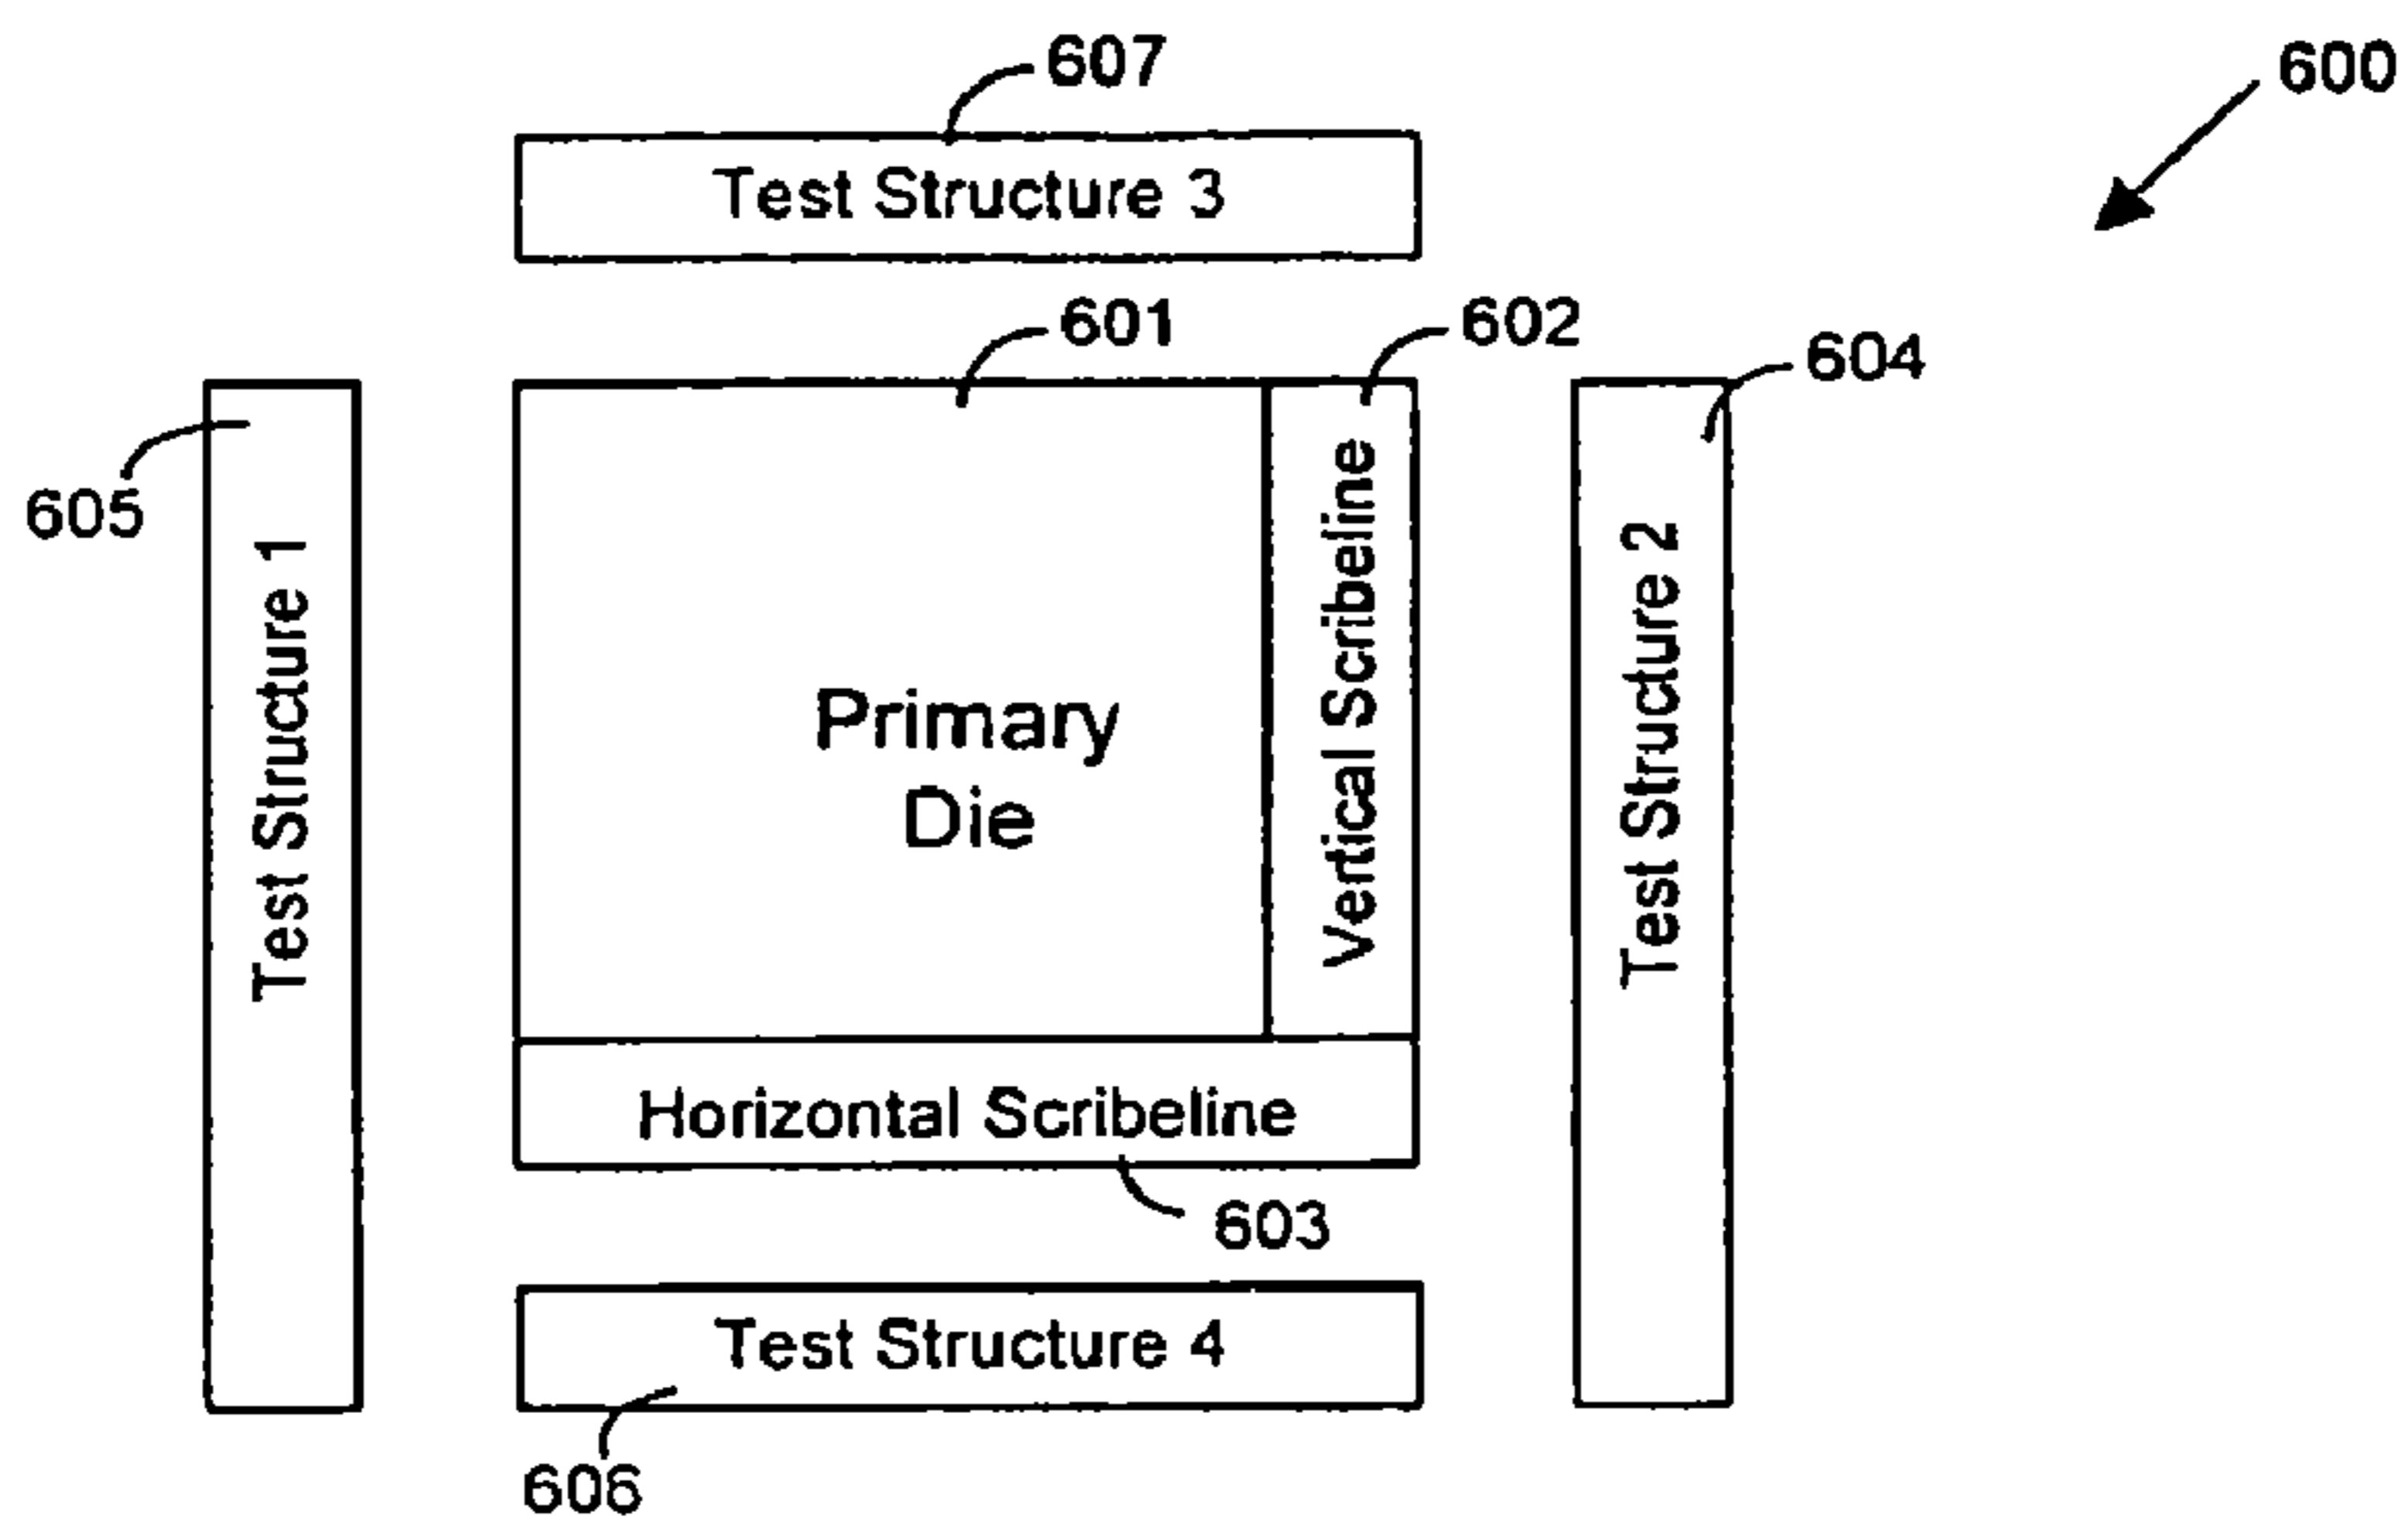 607
600
Test Structure 3
601
602
604
605
Test Structure 1
Primary
Die
Vertical Scribeline
Test Structure 2
Horizontal Scribeline
603
Test Structure 4
606